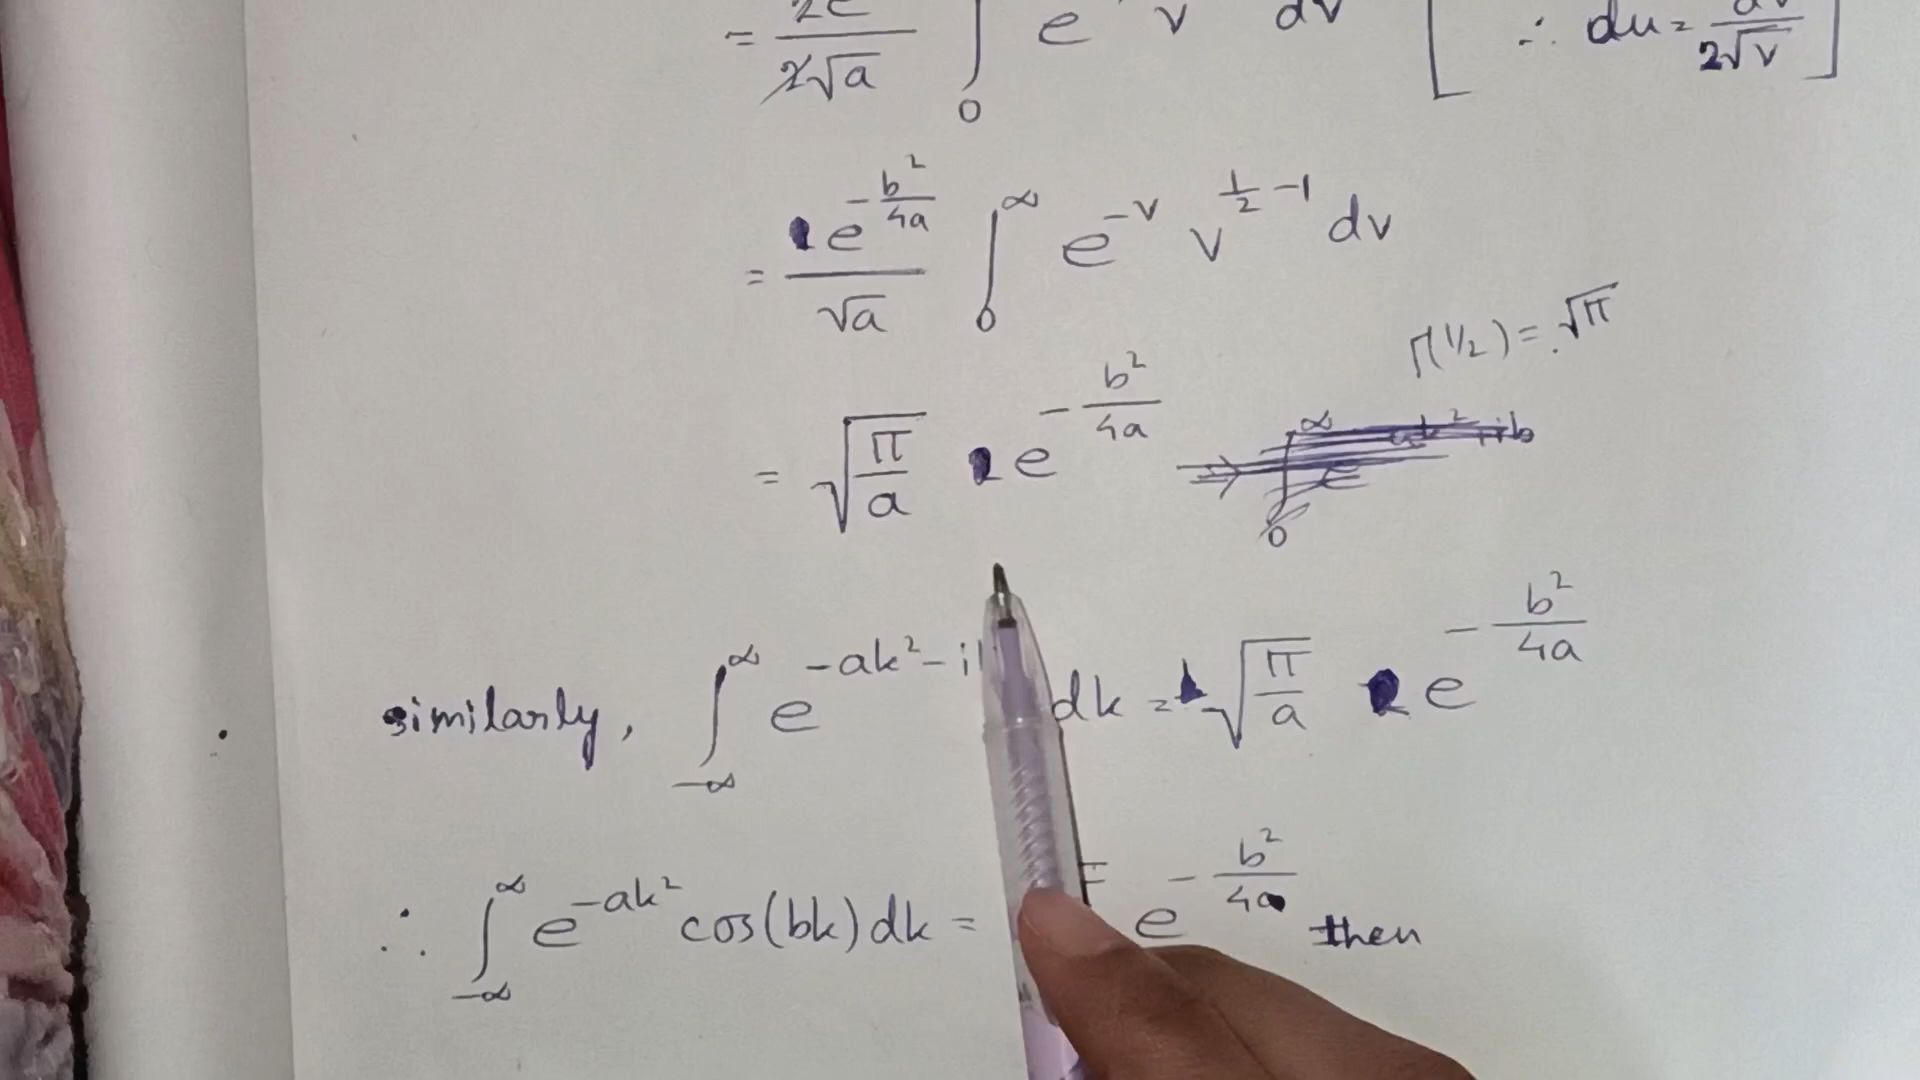 = 2e / 2√a ∫₀ e v dv [ ∴ du = dv / 2√v ]
= e^(-b²/4a) / √a ∫₀^∞ e^(-v) v^(1/2 -1) dv
Γ(1/2) = √π
= √(π/a) e^(-b²/4a)
similarly, ∫_(-∞)^∞ e^(-ak²-i dk = √(π/a) e^(-b²/4a)
∴ ∫_(-∞)^∞ e^(-ak²) cos(bk) dk = e^(-b²/4a) then